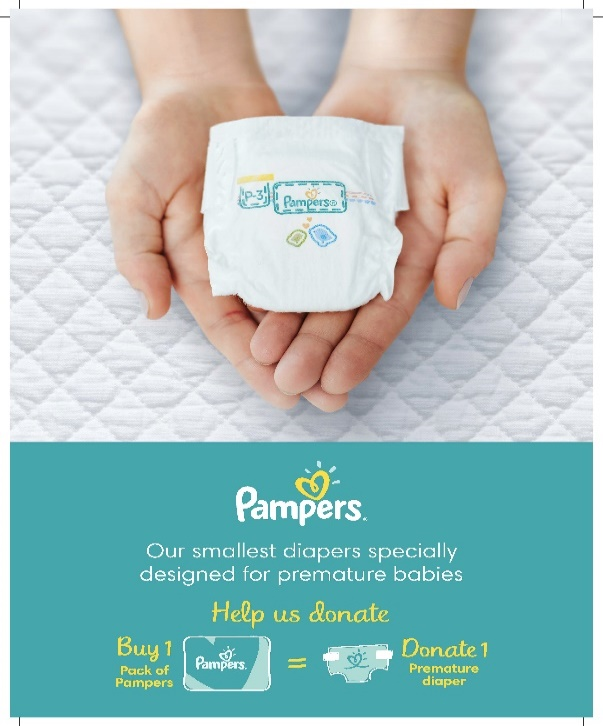 P-3
Pampers®
Pampers.
Our smallest diapers specially
designed for premature babies
Help us donate
Buy 1
Pack of
Pampers
Pampers.
=
Donate 1
Premature
diaper